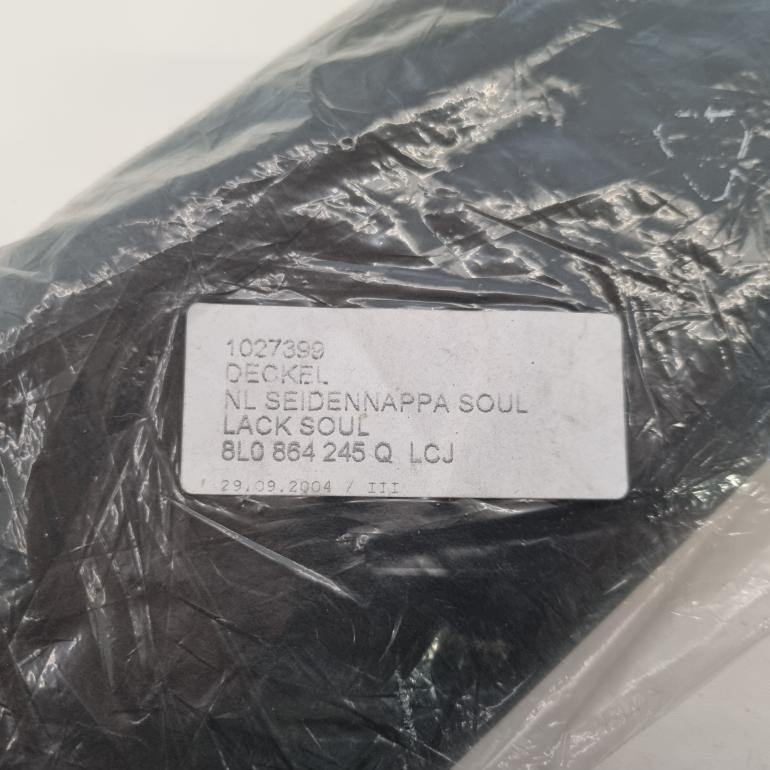 1027399
DECKEL
NL SEIDENNAPPA SOUL
LACK SOUL
8L0 864 245 Q LCJ
29.09.2004 / III